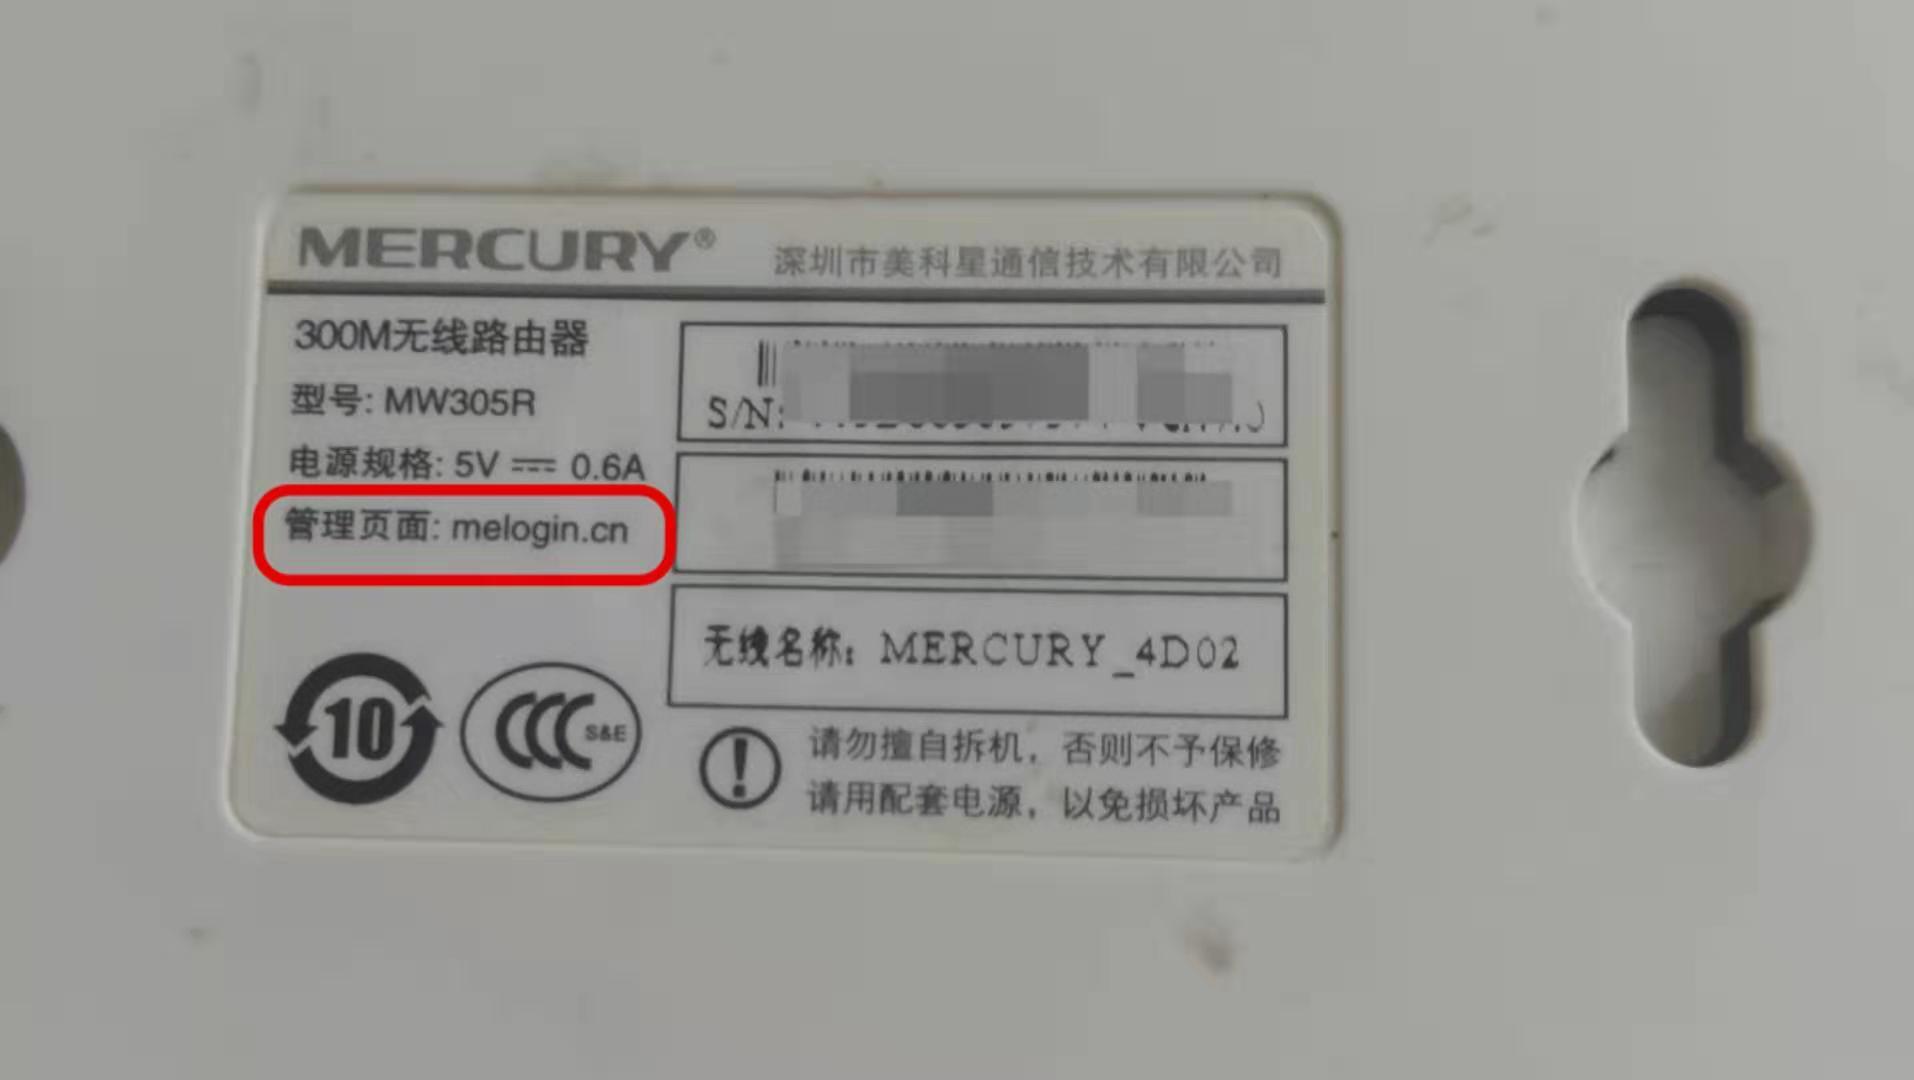 MERCURY®
深圳市美科星通信技术有限公司
300M无线路由器
型号: MW305R
电源规格: 5V ⎓ 0.6A
管理页面: melogin.cn
S/N:
无线名称: MERCURY_4D02
10
CCC S&E
请勿擅自拆机，否则不予保修
请用配套电源，以免损坏产品